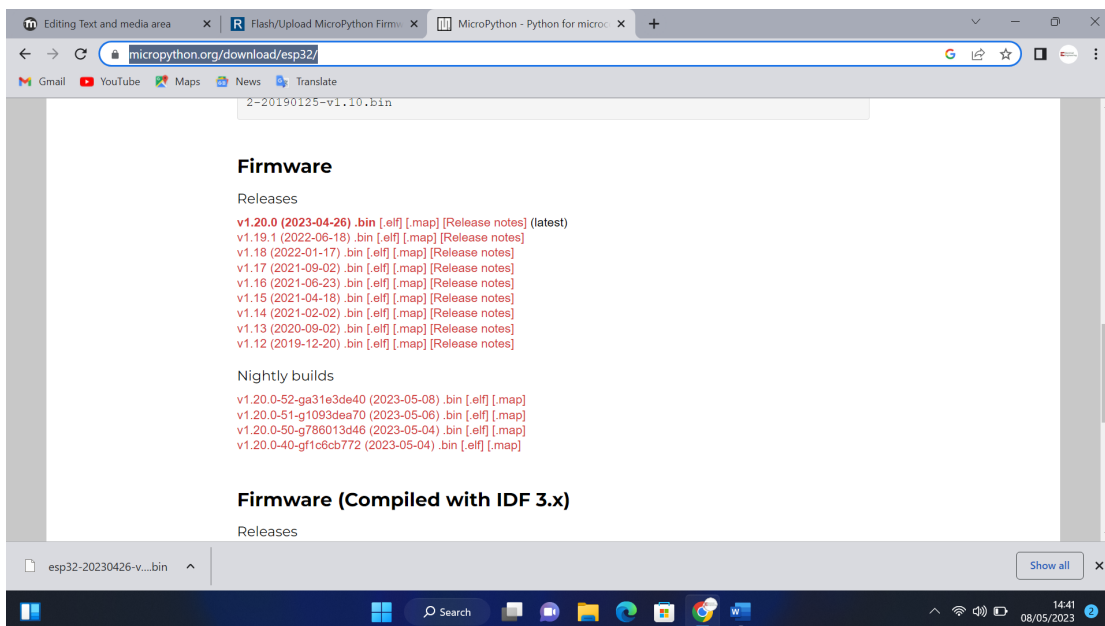 Editing Text and media area
Flash/Upload MicroPython Firmw
MicroPython - Python for microc
micropython.org/download/esp32/
Gmail YouTube Maps News Translate
2-20190125-v1.10.bin
Firmware
Releases
v1.20.0 (2023-04-26) .bin [.elf] [.map] [Release notes] (latest)
v1.19.1 (2022-06-18) .bin [.elf] [.map] [Release notes]
v1.18 (2022-01-17) .bin [.elf] [.map] [Release notes]
v1.17 (2021-09-02) .bin [.elf] [.map] [Release notes]
v1.16 (2021-06-23) .bin [.elf] [.map] [Release notes]
v1.15 (2021-04-18) .bin [.elf] [.map] [Release notes]
v1.14 (2021-02-02) .bin [.elf] [.map] [Release notes]
v1.13 (2020-09-02) .bin [.elf] [.map] [Release notes]
v1.12 (2019-12-20) .bin [.elf] [.map] [Release notes]
Nightly builds
v1.20.0-52-ga31e3de40 (2023-05-08) .bin [.elf] [.map]
v1.20.0-51-g1093dea70 (2023-05-06) .bin [.elf] [.map]
v1.20.0-50-g786013d46 (2023-05-04) .bin [.elf] [.map]
v1.20.0-40-gf1c6cb772 (2023-05-04) .bin [.elf] [.map]
Firmware (Compiled with IDF 3.x)
Releases
esp32-20230426-v....bin
Show all
Search
14:41
08/05/2023
2